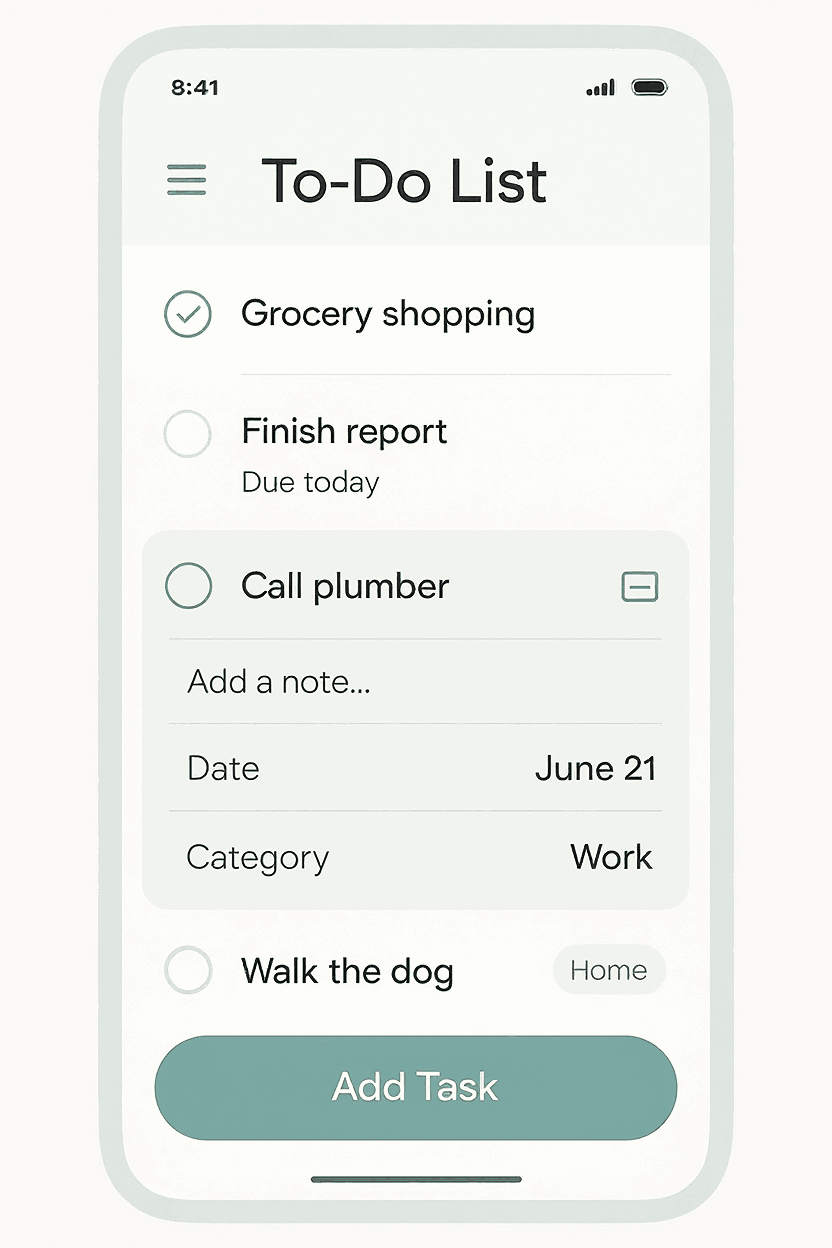 8:41
To-Do List
Grocery shopping
Finish report
Due today
Call plumber
Add a note...
Date June 21
Category Work
Walk the dog Home
Add Task